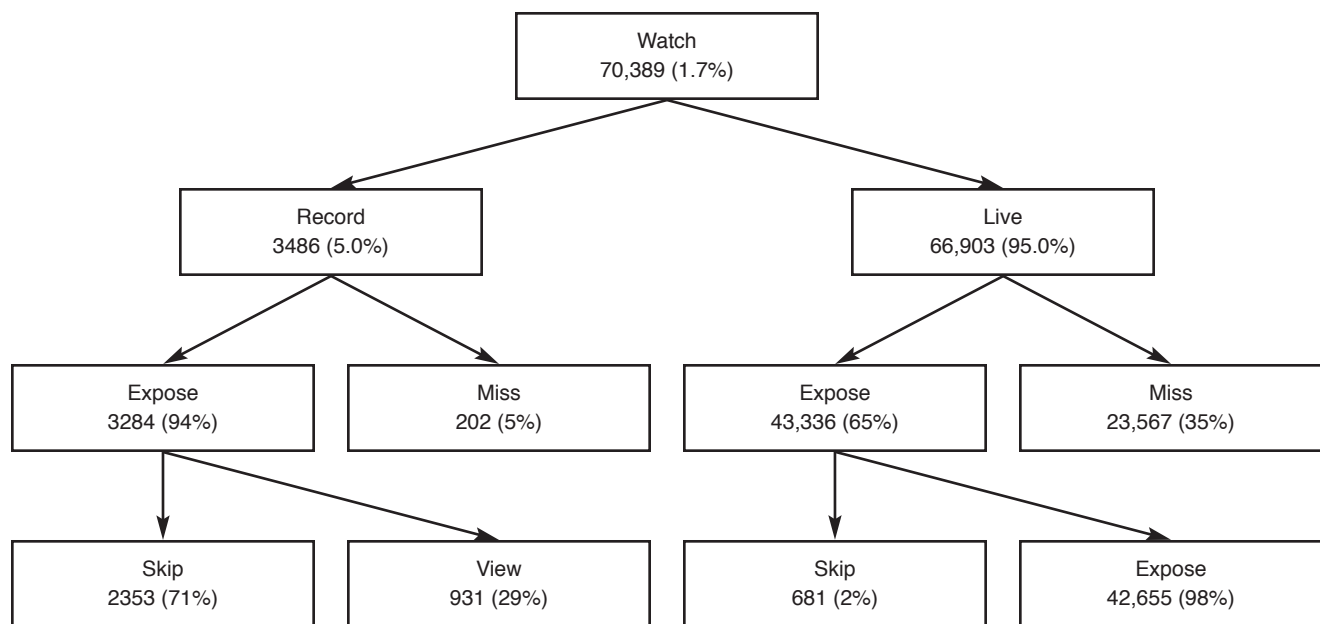 Watch
70,389 (1.7%)
Record
3486 (5.0%)
Live
66,903 (95.0%)
Expose
3284 (94%)
Miss
202 (5%)
Expose
43,336 (65%)
Miss
23,567 (35%)
Skip
2353 (71%)
View
931 (29%)
Skip
681 (2%)
Expose
42,655 (98%)